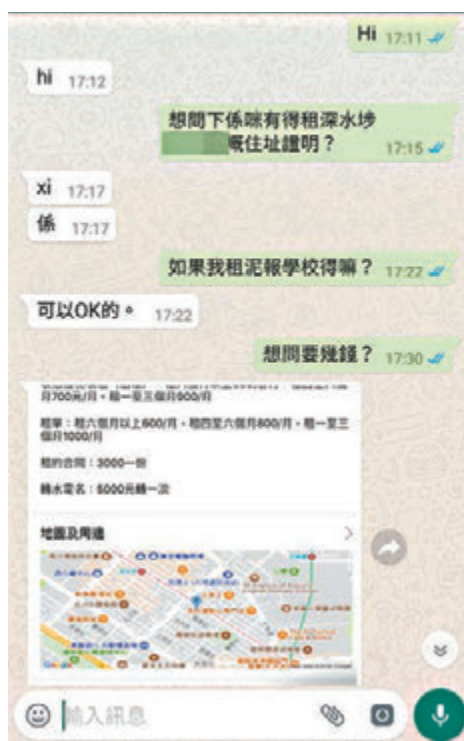 Hi 17:11
hi 17:12
想問下係咪有得租深水埗
嘅住址證明？ 17:15
xi 17:17
係 17:17
如果我租泥報學校得嘛？ 17:22
可以OK的。 17:22
想問要幾錢？ 17:30
月700元/月，租一至三個月900/月
租單：租六個月以上600/月，租四至六個月800/月，租一至三
個月1000/月
租約合同：3000一份
轉水電名：5000元轉一次
地圖及周邊
輸入訊息